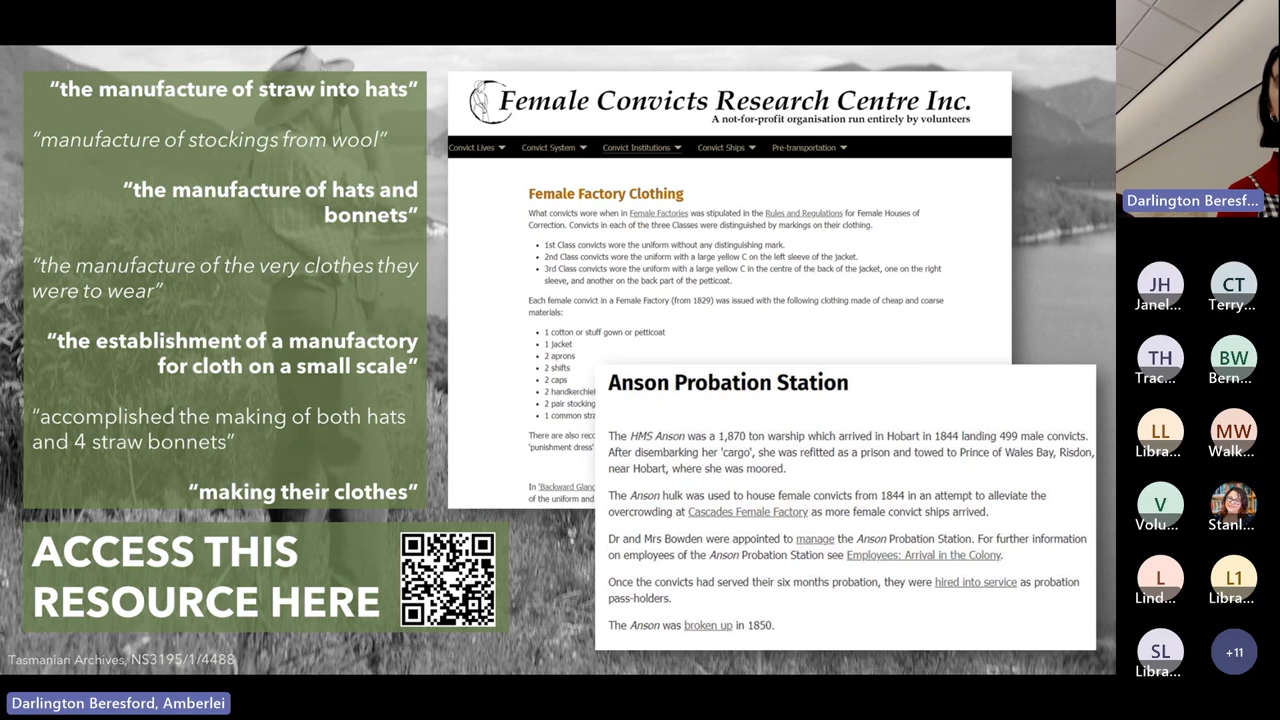 “the manufacture of straw into hats”
“manufacture of stockings from wool”
“the manufacture of hats and
bonnets”
“the manufacture of the very clothes they
were to wear”
“the establishment of a manufactory
for cloth on a small scale”
“accomplished the making of both hats
and 4 straw bonnets”
“making their clothes”
ACCESS THIS
RESOURCE HERE
Tasmanian Archives, NS3195/1/4488
Female Convicts Research Centre Inc.
A not-for-profit organisation run entirely by volunteers
Convict Lives
Convict System
Convict Institutions
Convict Ships
Pre-transportation
Female Factory Clothing
What convicts wore when in Female Factories was stipulated in the Rules and Regulations for Female Houses of
Correction. Convicts in each of the three Classes were distinguished by markings on their clothing.
• 1st Class convicts wore the uniform without any distinguishing mark.
• 2nd Class convicts wore the uniform with a large yellow C on the left sleeve of the jacket.
• 3rd Class convicts wore the uniform with a large yellow C in the centre of the back of the jacket, one on the right
sleeve, and another on the back part of the petticoat.
Each female convict in a Female Factory (from 1829) was issued with the following clothing made of cheap and coarse
materials:
• 1 cotton or stuff gown or petticoat
• 1 jacket
• 2 aprons
• 2 shifts
• 2 caps
• 2 handkerchief
• 2 pair stocking
• 1 common stra
There are also reco
'punishment dress'
In 'Backward Glanc
of the uniform and
Anson Probation Station
The HMS Anson was a 1,870 ton warship which arrived in Hobart in 1844 landing 499 male convicts.
After disembarking her 'cargo', she was refitted as a prison and towed to Prince of Wales Bay, Risdon,
near Hobart, where she was moored.
The Anson hulk was used to house female convicts from 1844 in an attempt to alleviate the
overcrowding at Cascades Female Factory as more female convict ships arrived.
Dr and Mrs Bowden were appointed to manage the Anson Probation Station. For further information
on employees of the Anson Probation Station see Employees: Arrival in the Colony.
Once the convicts had served their six months probation, they were hired into service as probation
pass-holders.
The Anson was broken up in 1850.
Darlington Beresf...
JH
CT
Janel...
Terry...
TH
BW
Trac...
Bern...
LL
MW
Libra...
Walk...
V
Volu...
Stanl...
L
L1
Lind...
Libra...
SL
+11
Libra...
Darlington Beresford, Amberlei